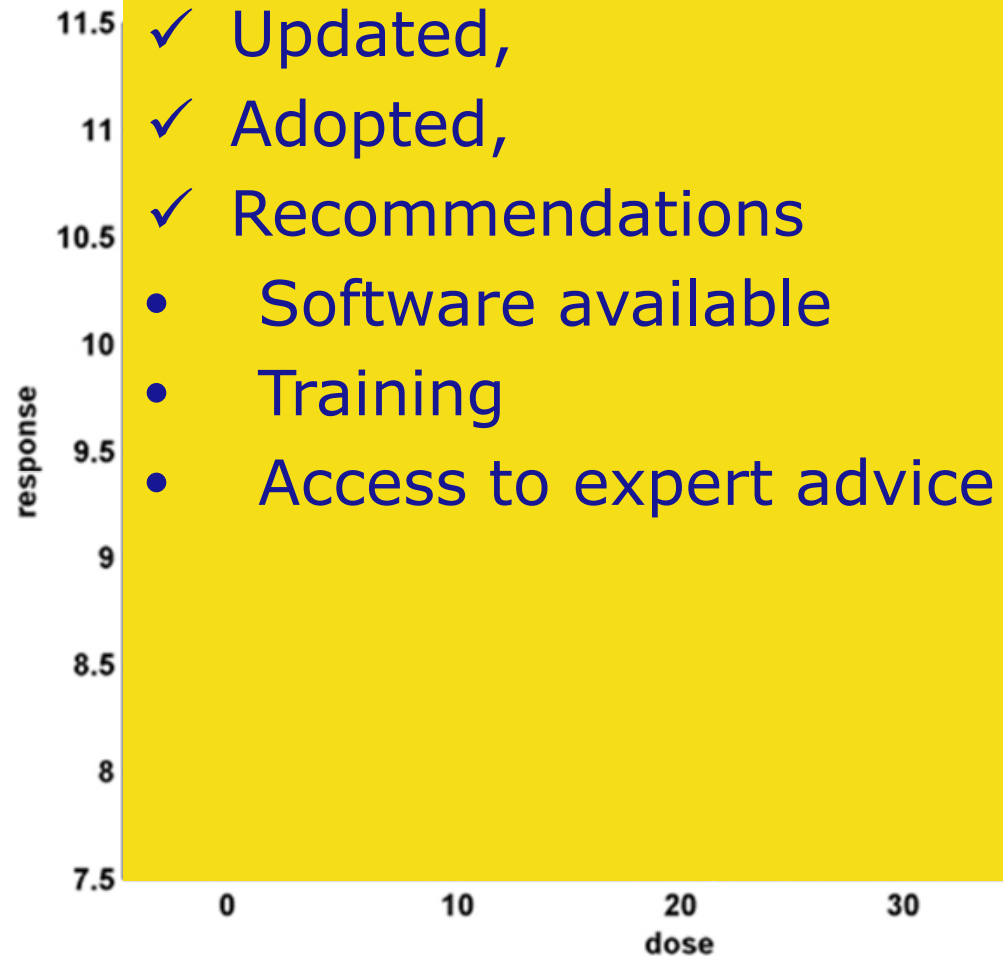 11.5
✓ Updated,
11
✓ Adopted,
✓ Recommendations
10.5
• Software available
10
• Training
response
9.5
• Access to expert advice
9
8.5
8
7.5
0 10 20 30
dose